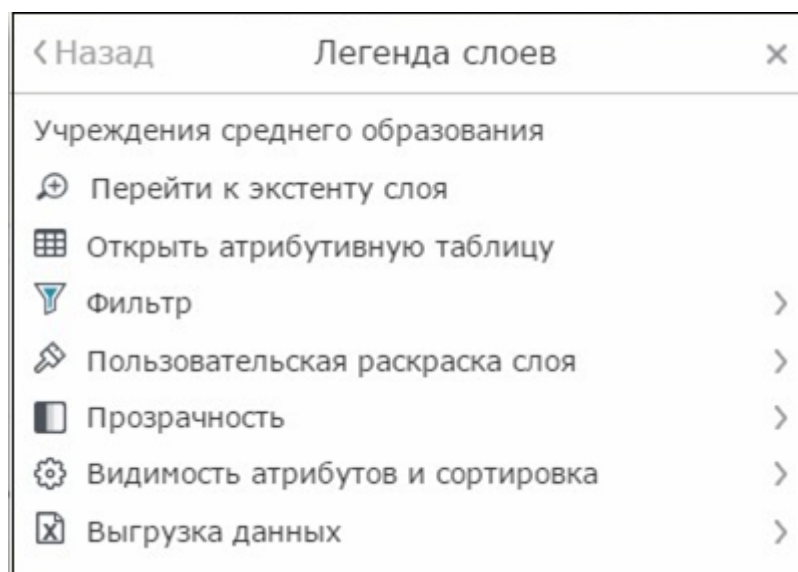 Назад Легенда слоев ×
Учреждения среднего образования
Перейти к экстенту слоя
Открыть атрибутивную таблицу
Фильтр
Пользовательская раскраска слоя
Прозрачность
Видимость атрибутов и сортировка
Выгрузка данных